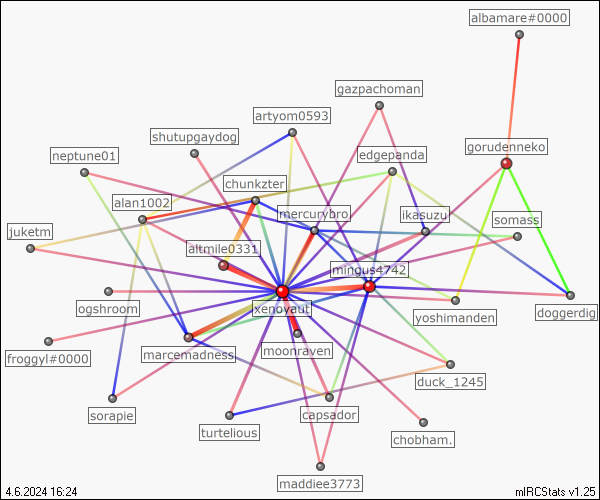 albamare#0000
gazpachoman
artyom0593
shutupgaydog
gorudenneko
neptune01
edgepanda
chunkzter
alan1002
mercurybro
ikasuzu
somass
juketm
altmile0331
mingus4742
ogshroom
xenoyaut
yoshimanden
doggerdig
froggyl#0000
marcemadness
moonraven
duck_1245
sorapie
capsador
turtelious
chobham.
maddiee3773
4.6.2024 16:24
mIRCStats v1.25